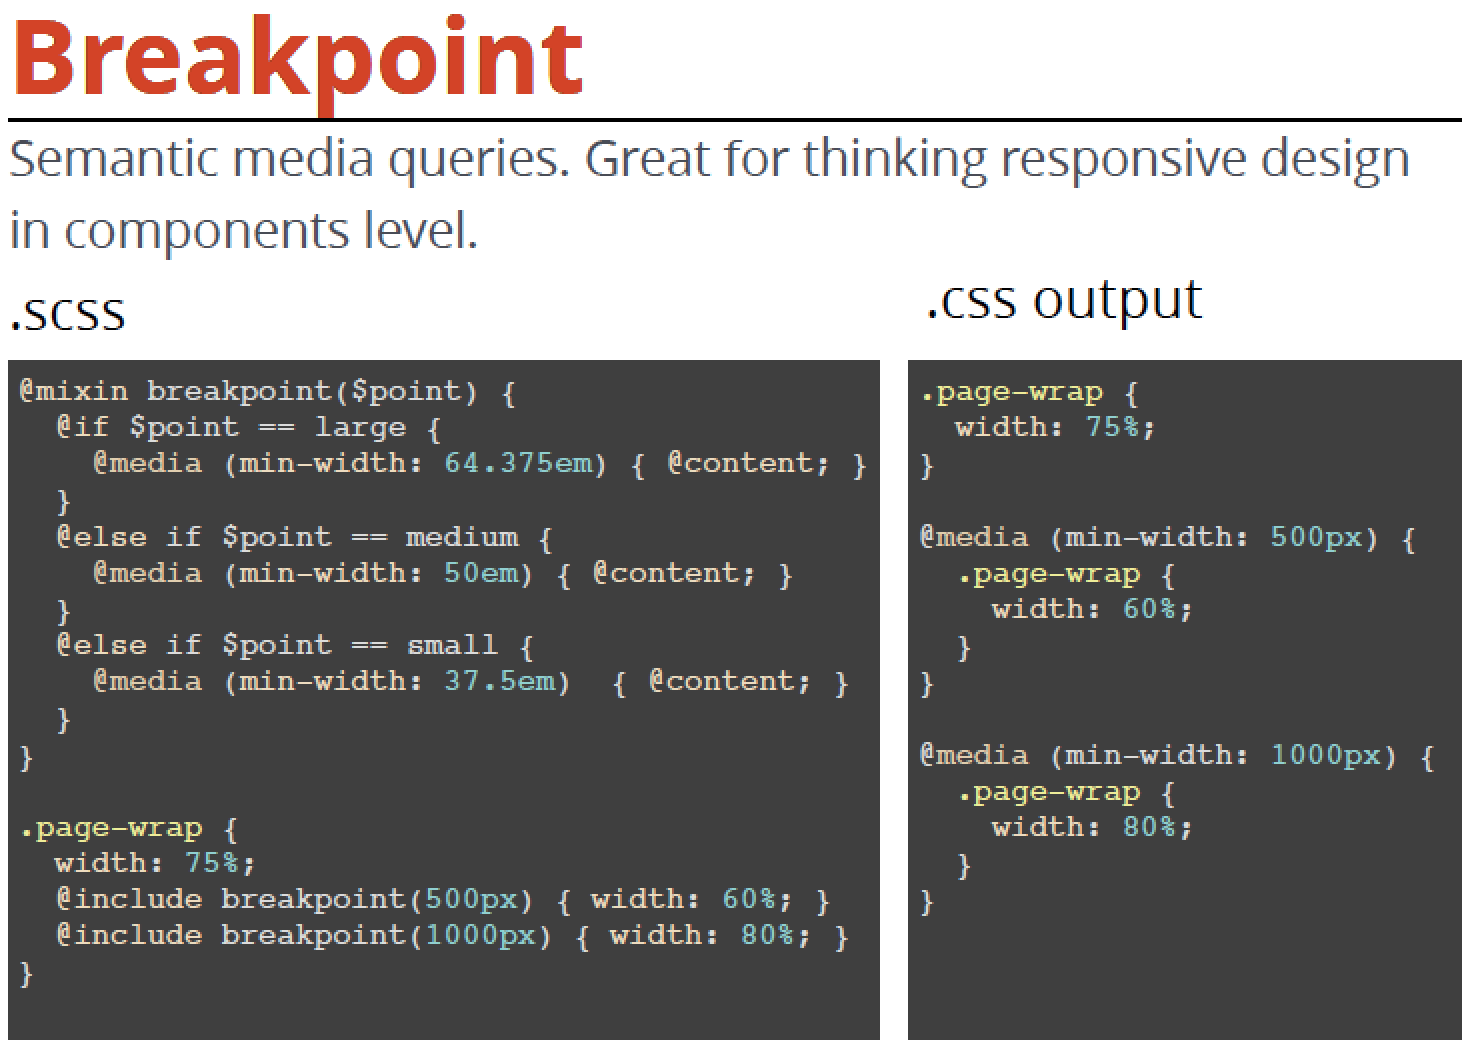 Breakpoint
Semantic media queries. Great for thinking responsive design
in components level.
.scss
@mixin breakpoint($point) {
  @if $point == large {
    @media (min-width: 64.375em) { @content; }
  }
  @else if $point == medium {
    @media (min-width: 50em) { @content; }
  }
  @else if $point == small {
    @media (min-width: 37.5em)  { @content; }
  }
}

.page-wrap {
  width: 75%;
  @include breakpoint(500px) { width: 60%; }
  @include breakpoint(1000px) { width: 80%; }
}
.css output
.page-wrap {
  width: 75%;
}

@media (min-width: 500px) {
  .page-wrap {
    width: 60%;
  }
}

@media (min-width: 1000px) {
  .page-wrap {
    width: 80%;
  }
}